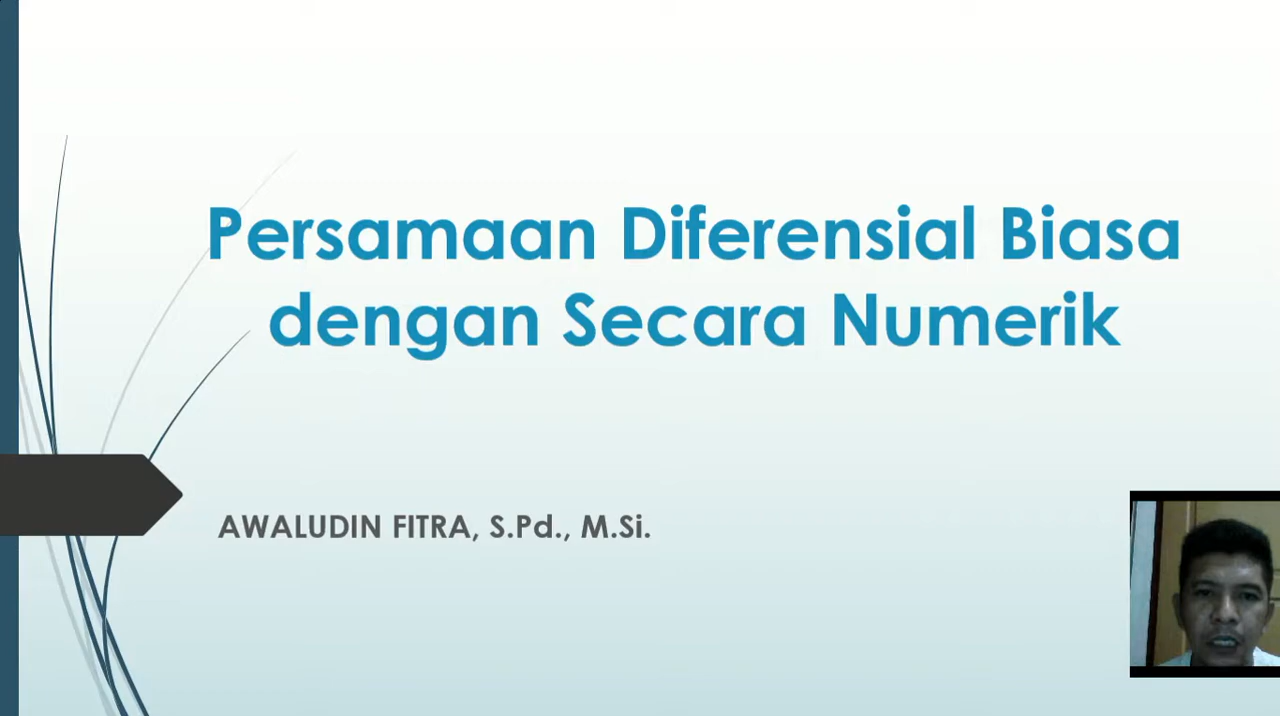 Persamaan Diferensial Biasa
dengan Secara Numerik
AWALUDIN FITRA, S.Pd., M.Si.